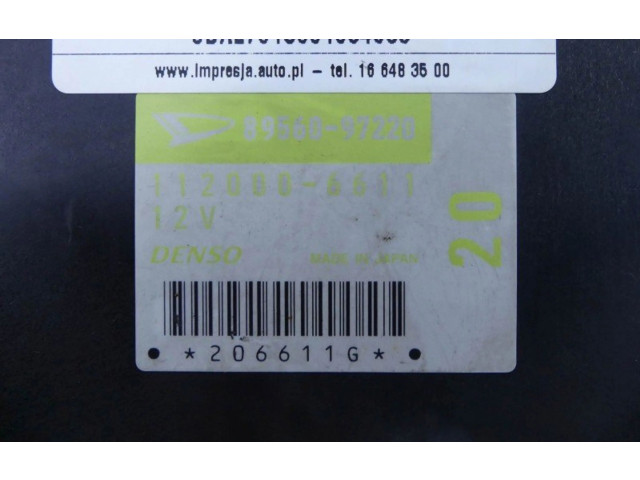 www.Impresja.auto.pl – tel. 16 648 35 00
89560-97220
112000-6611
12V
20
DENSO MADE IN JAPAN
*206611G*